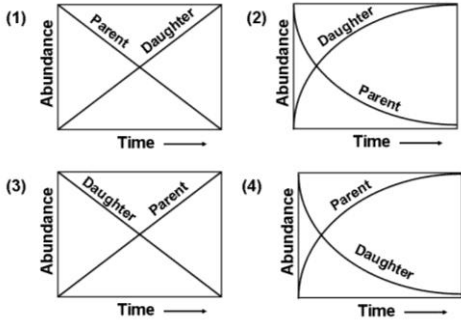 (1)
Abundance
Parent
Daughter
Time
(2)
Abundance
Daughter
Parent
Time
(3)
Abundance
Daughter
Parent
Time
(4)
Abundance
Parent
Daughter
Time